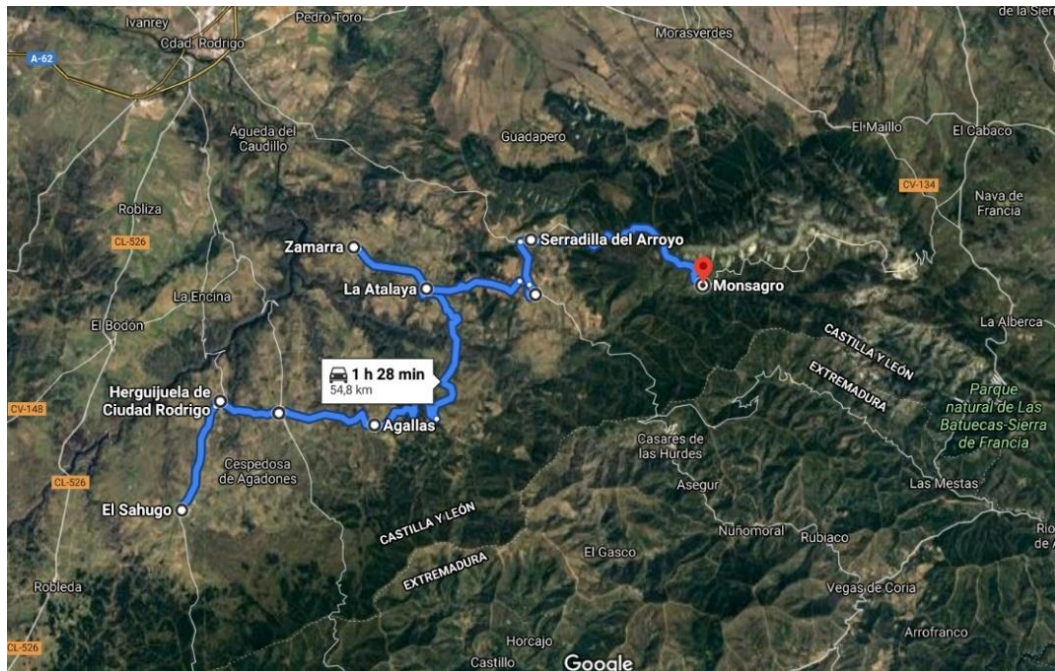 Ivanrey
Pedro Toro
de la Sierra
Cdad. Rodrigo
Morasverdes
A-62
Águeda del
Caudillo
Guadapero
El Maíllo
El Cabaco
CV-134
Robliza
Nava de
Francia
CL-526
Zamarra
Serradilla del Arroyo
La Atalaya
Monsagro
La Encina
El Bodón
La Alberca
CASTILLA Y LEÓN
EXTREMADURA
1 h 28 min
54,8 km
Herguijuela de
Ciudad Rodrigo
CV-148
Agallas
Parque
natural de Las
Batuecas-Sierra
de Francia
Casares de
las Hurdes
Cespedosa
de Agadones
CL-526
Asegur
Las Mestas
El Sahugo
CASTILLA Y LEÓN
EXTREMADURA
Nuñomoral
Rubiaco
El Gasco
Robleda
Vegas de Coria
Arrofranco
Horcajo
CL-526
Castillo
Google